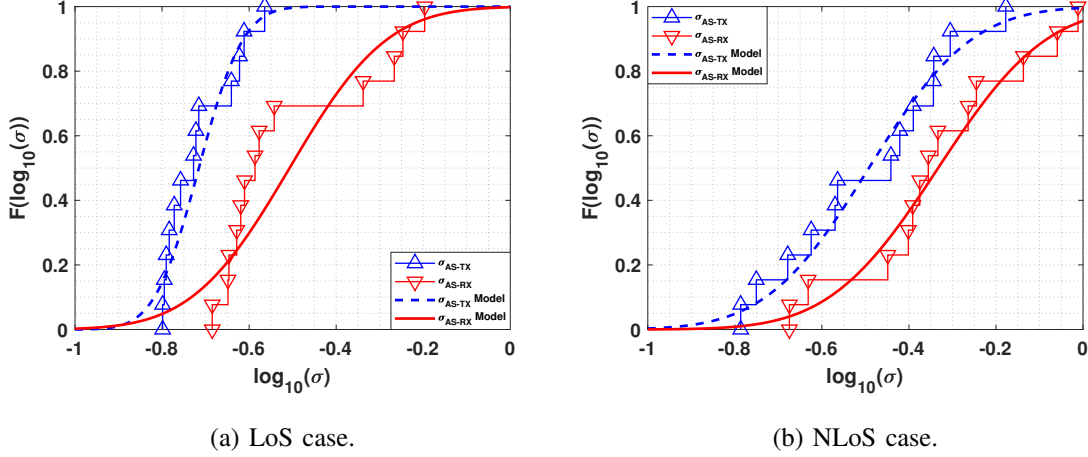 F(log10(σ))
1
0.8
0.6
0.4
0.2
0
-1 -0.8 -0.6 -0.4 -0.2 0
log10(σ)
σAS-TX
σAS-RX
σAS-TX Model
σAS-RX Model
(a) LoS case.
F(log10(σ))
1
0.8
0.6
0.4
0.2
0
-1 -0.8 -0.6 -0.4 -0.2 0
log10(σ)
σAS-TX
σAS-RX
σAS-TX Model
σAS-RX Model
(b) NLoS case.